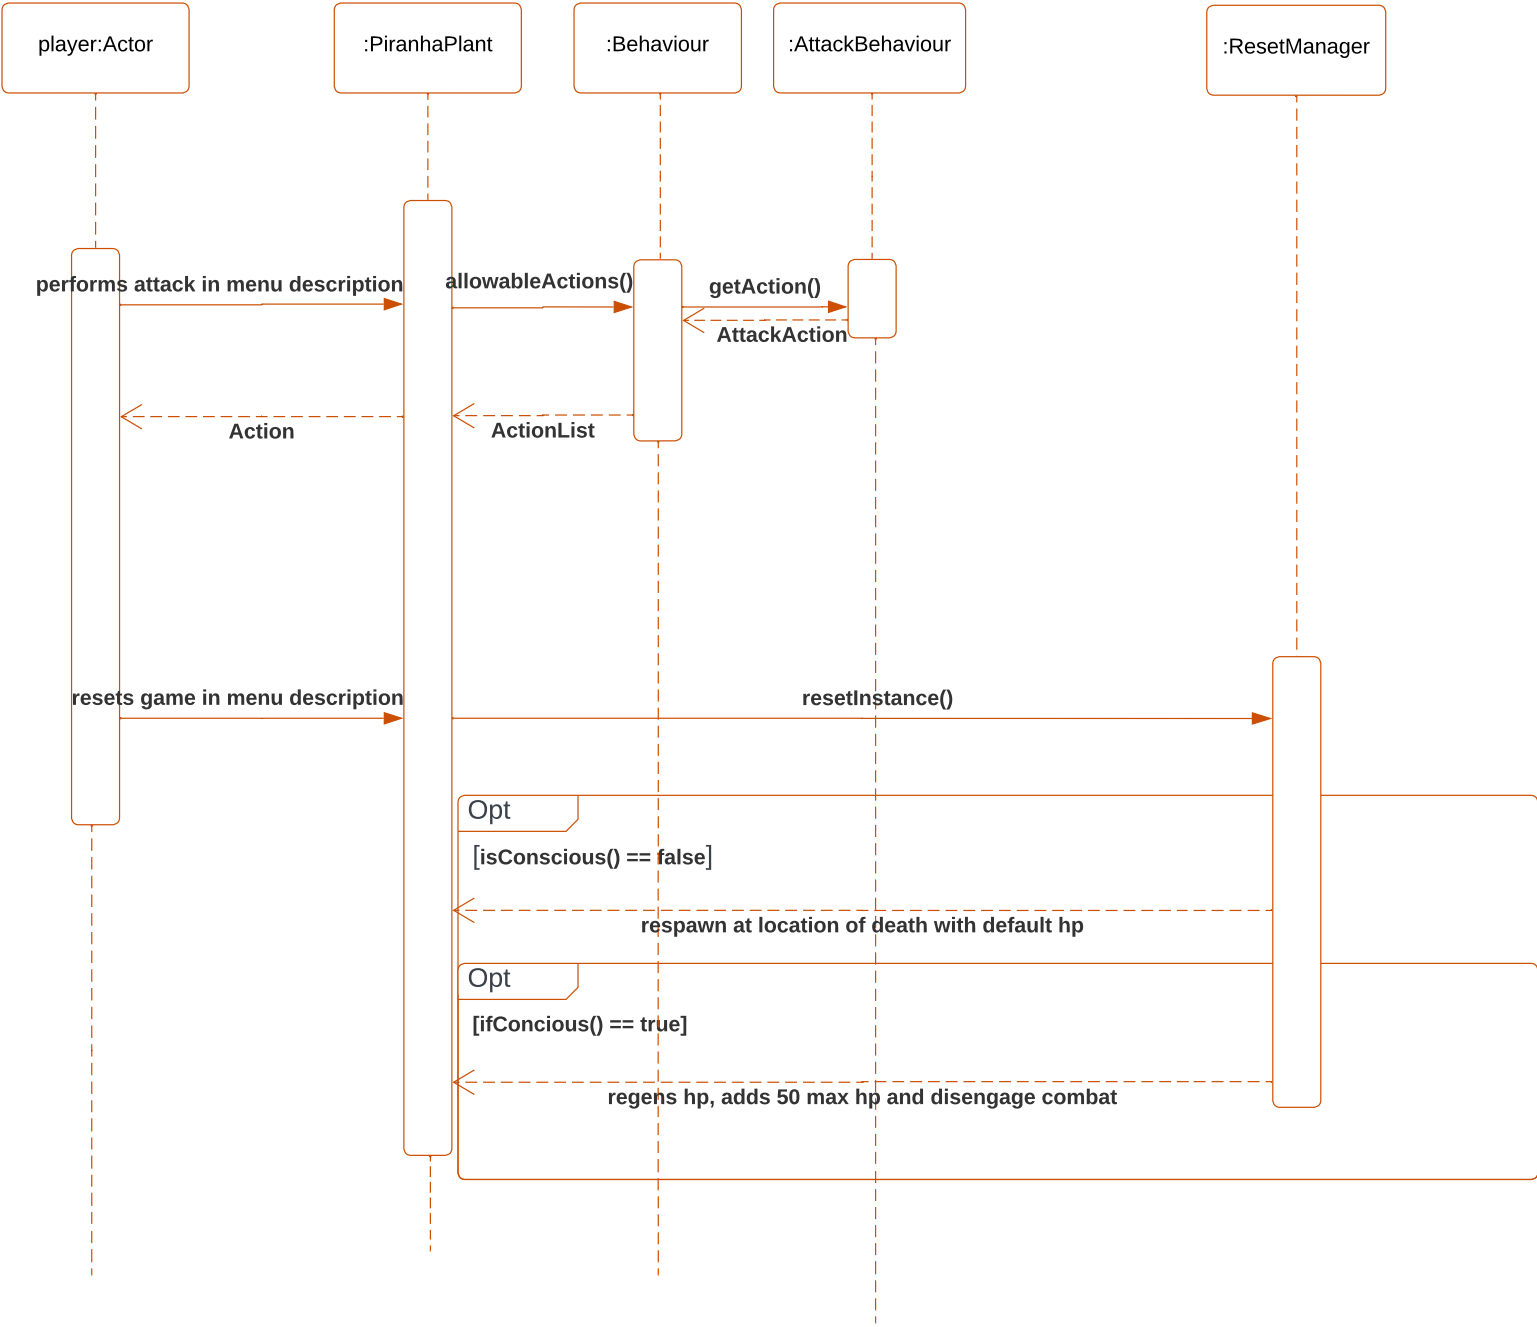 player:Actor
:PiranhaPlant
:Behaviour
:AttackBehaviour
:ResetManager
performs attack in menu description
allowableActions()
getAction()
AttackAction
Action
ActionList
resets game in menu description
resetInstance()
Opt
[isConscious() == false]
respawn at location of death with default hp
Opt
[ifConcious() == true]
regens hp, adds 50 max hp and disengage combat